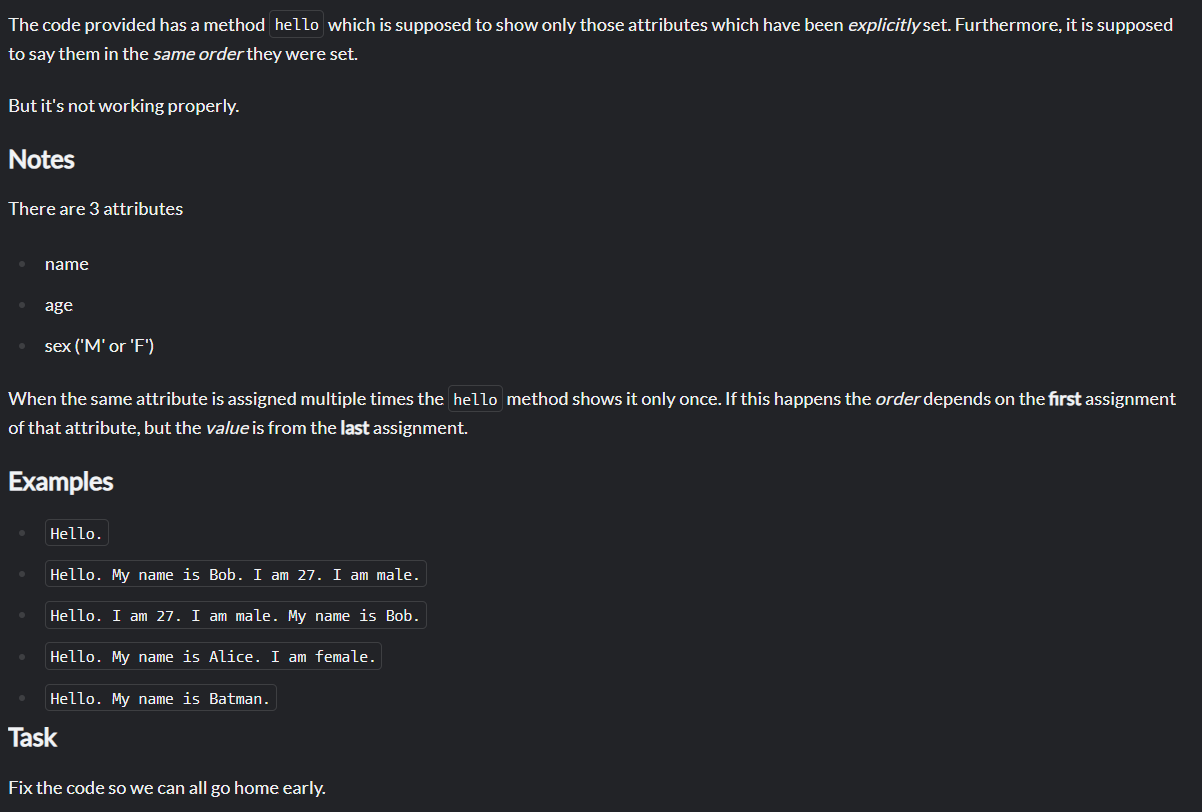 The code provided has a method hello which is supposed to show only those attributes which have been explicitly set. Furthermore, it is supposed
to say them in the same order they were set.
But it's not working properly.
Notes
There are 3 attributes
name
age
sex ('M' or 'F')
When the same attribute is assigned multiple times the hello method shows it only once. If this happens the order depends on the first assignment
of that attribute, but the value is from the last assignment.
Examples
Hello.
Hello. My name is Bob. I am 27. I am male.
Hello. I am 27. I am male. My name is Bob.
Hello. My name is Alice. I am female.
Hello. My name is Batman.
Task
Fix the code so we can all go home early.